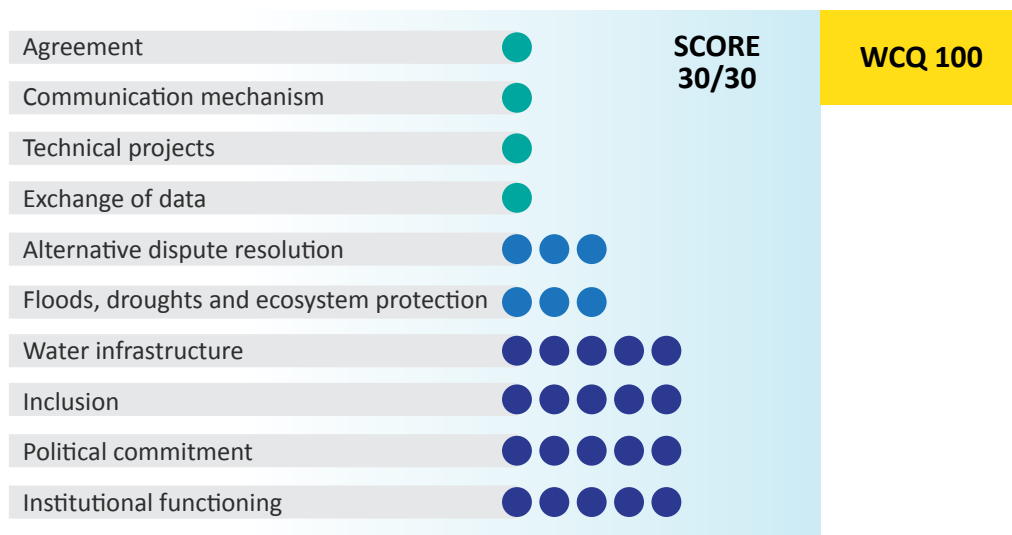 Agreement
Communication mechanism
Technical projects
Exchange of data
Alternative dispute resolution
Floods, droughts and ecosystem protection
Water infrastructure
Inclusion
Political commitment
Institutional functioning
SCORE
30/30
WCQ 100